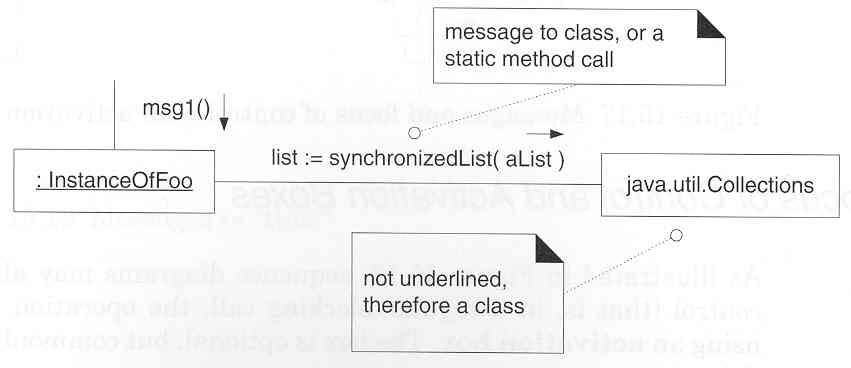 message to class, or a
static method call
msg1()
list := synchronizedList( aList )
: InstanceOfFoo
java.util.Collections
not underlined,
therefore a class